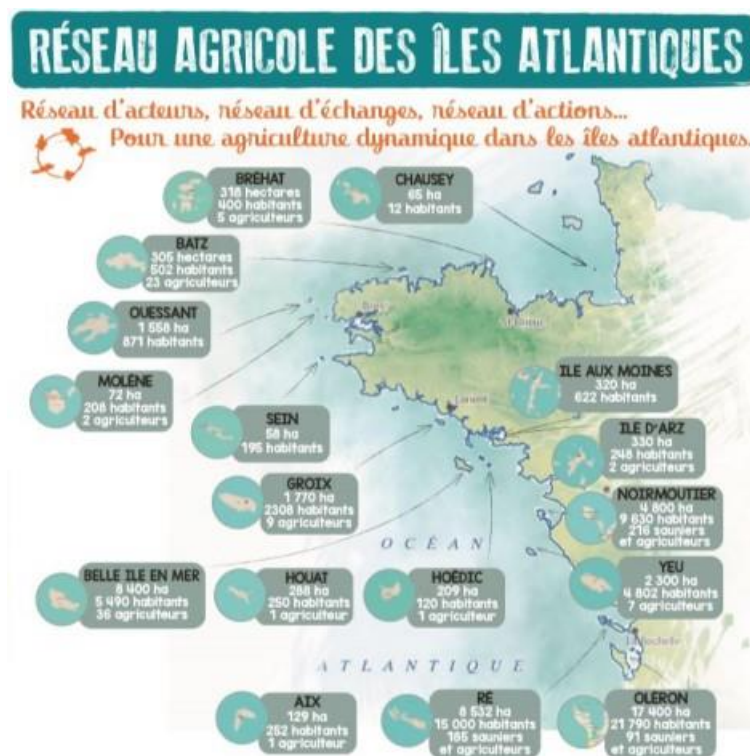 RÉSEAU AGRICOLE DES ÎLES ATLANTIQUES
Réseau d'acteurs, réseau d'échanges, réseau d'actions...
Pour une agriculture dynamique dans les îles atlantiques.
BRÉHAT
318 hectares
400 habitants
5 agriculteurs
CHAUSEY
65 ha
12 habitants
BATZ
305 hectares
502 habitants
23 agriculteurs
OUESSANT
1 558 ha
871 habitants
Brest
MOLÈNE
72 ha
208 habitants
2 agriculteurs
SEIN
58 ha
195 habitants
Lorient
ILE AUX MOINES
320 ha
622 habitants
ILE D'ARZ
330 ha
248 habitants
2 agriculteurs
GROIX
1 770 ha
2308 habitants
9 agriculteurs
NOIRMOUTIER
4 800 ha
9 630 habitants
216 sauniers
et agriculteurs
OCÉAN
BELLE ILE EN MER
8 400 ha
5 490 habitants
36 agriculteurs
HOUAT
288 ha
250 habitants
1 agriculteur
HOËDIC
209 ha
120 habitants
1 agriculteur
YEU
2 300 ha
4 802 habitants
7 agriculteurs
La Rochelle
ATLANTIQUE
AIX
129 ha
252 habitants
1 agriculteur
RÉ
8 532 ha
15 000 habitants
165 sauniers
et agriculteurs
OLÉRON
17 400 ha
21 790 habitants
91 sauniers
et agriculteurs